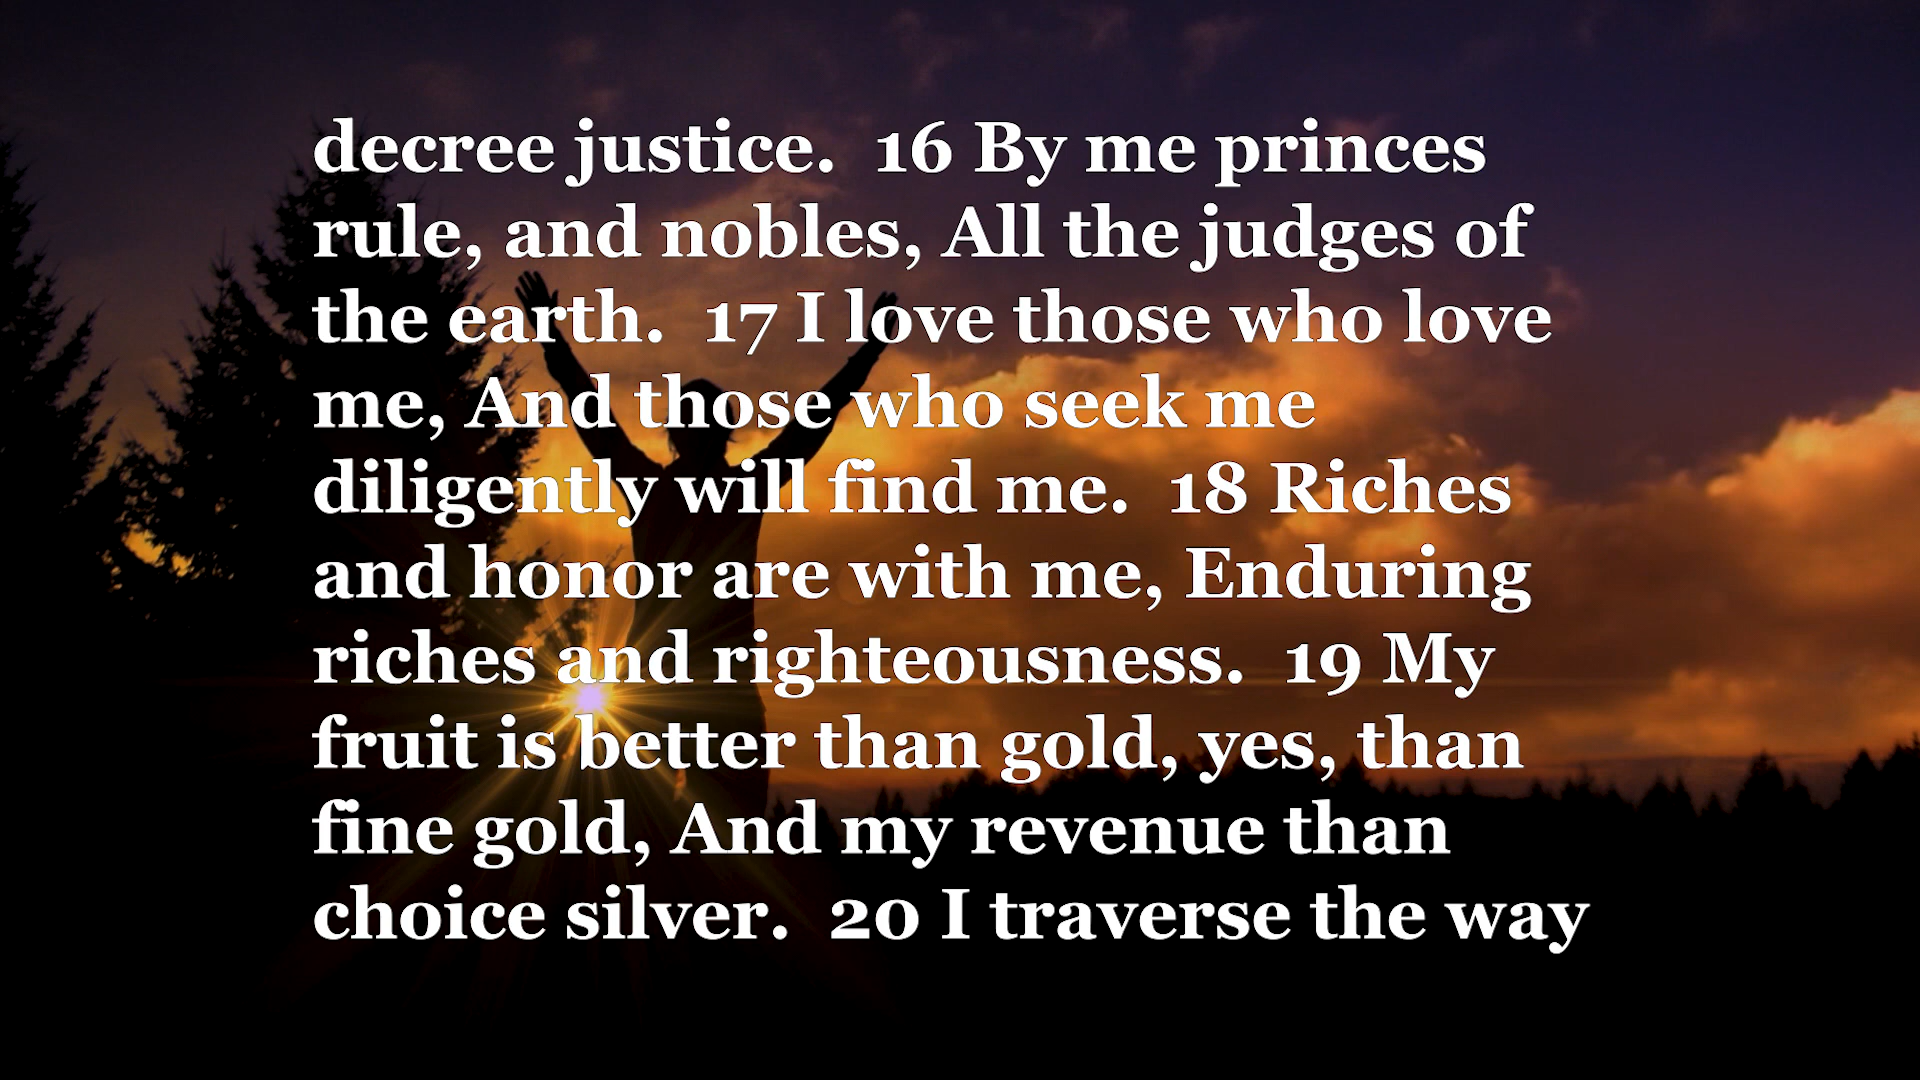 decree justice.  16 By me princes
rule, and nobles, All the judges of
the earth.  17 I love those who love
me, And those who seek me
diligently will find me.  18 Riches
and honor are with me, Enduring
riches and righteousness.  19 My
fruit is better than gold, yes, than
fine gold, And my revenue than
choice silver.  20 I traverse the way